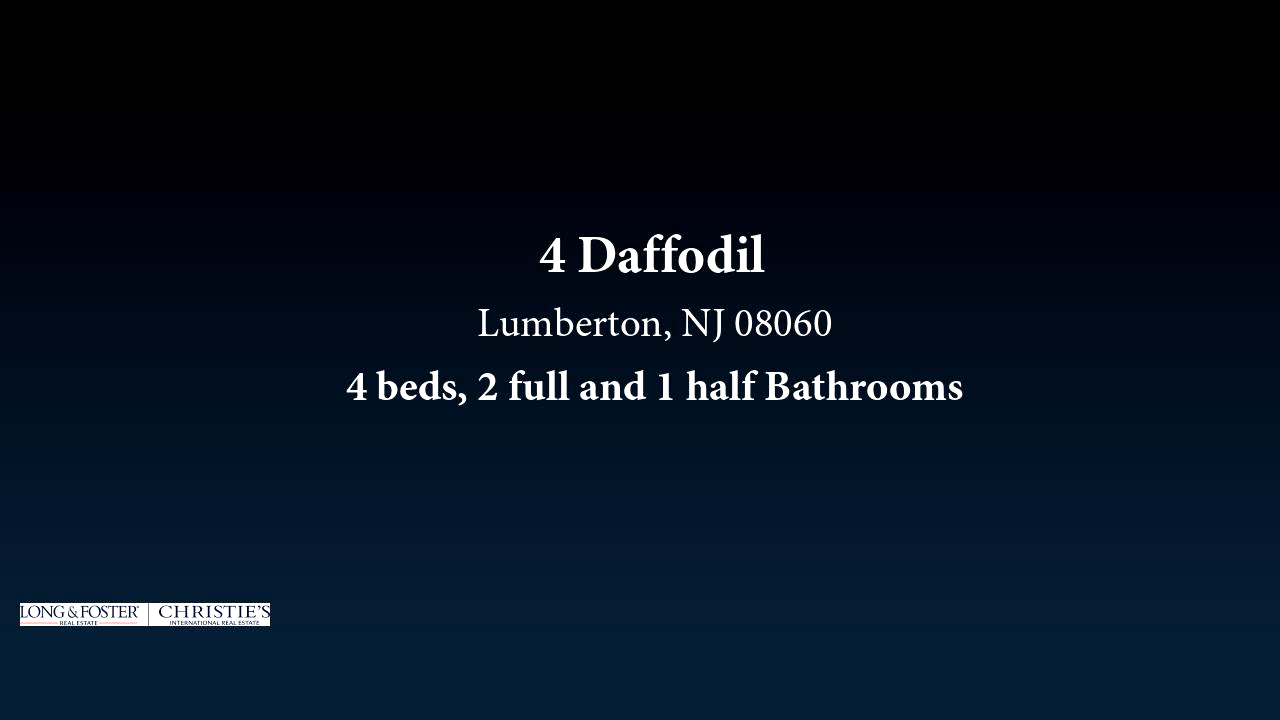 4 Daffodil
Lumberton, NJ 08060
4 beds, 2 full and 1 half Bathrooms
LONG & FOSTER CHRISTIE'S
REAL ESTATE INTERNATIONAL REAL ESTATE